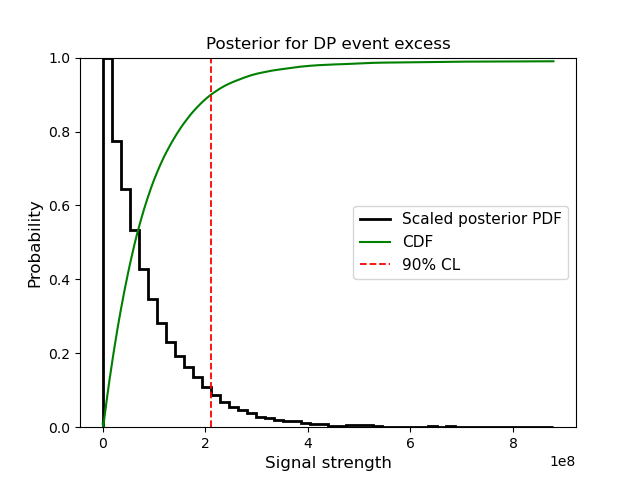 Posterior for DP event excess
Probability
1.0
0.8
0.6
0.4
0.2
0.0
Scaled posterior PDF
CDF
90% CL
0 2 4 6 8
1e8
Signal strength